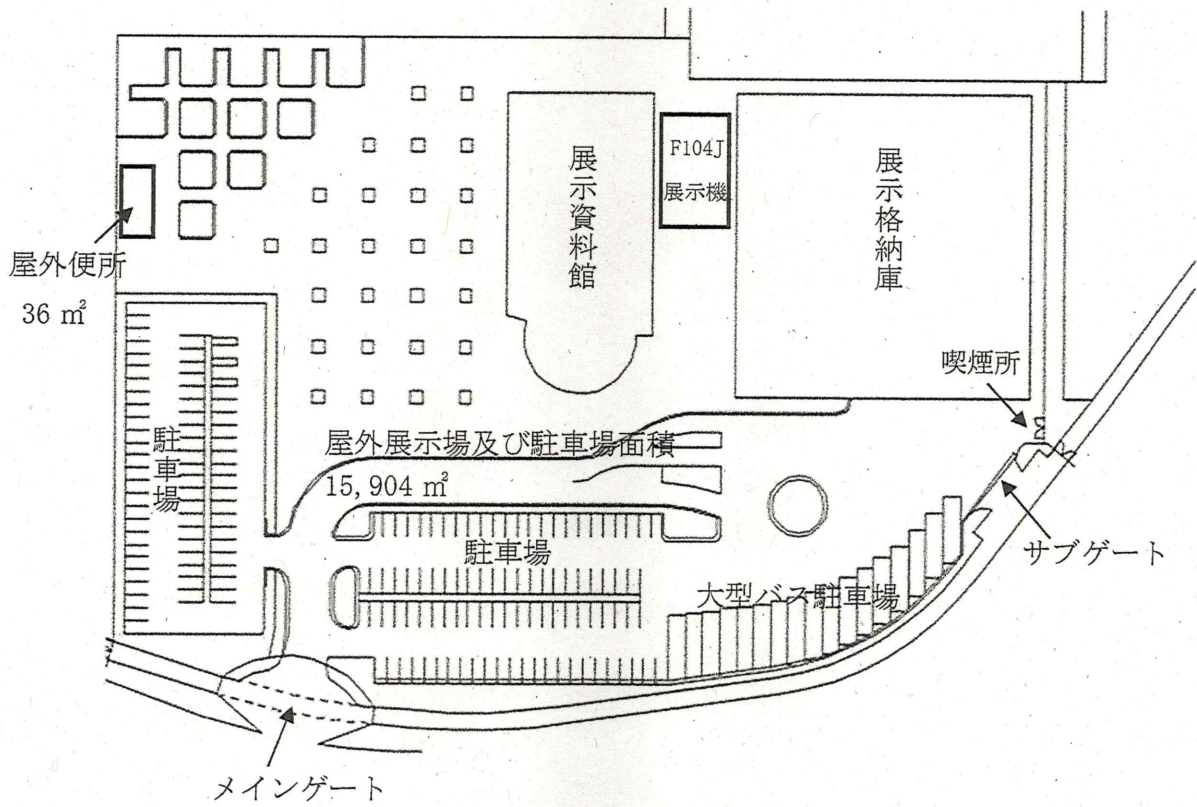 F104J
展示機
展示資料館
展示格納庫
屋外便所
36 ㎡
喫煙所
駐車場
屋外展示場及び駐車場面積
15,904 ㎡
サブゲート
駐車場
大型バス駐車場
メインゲート